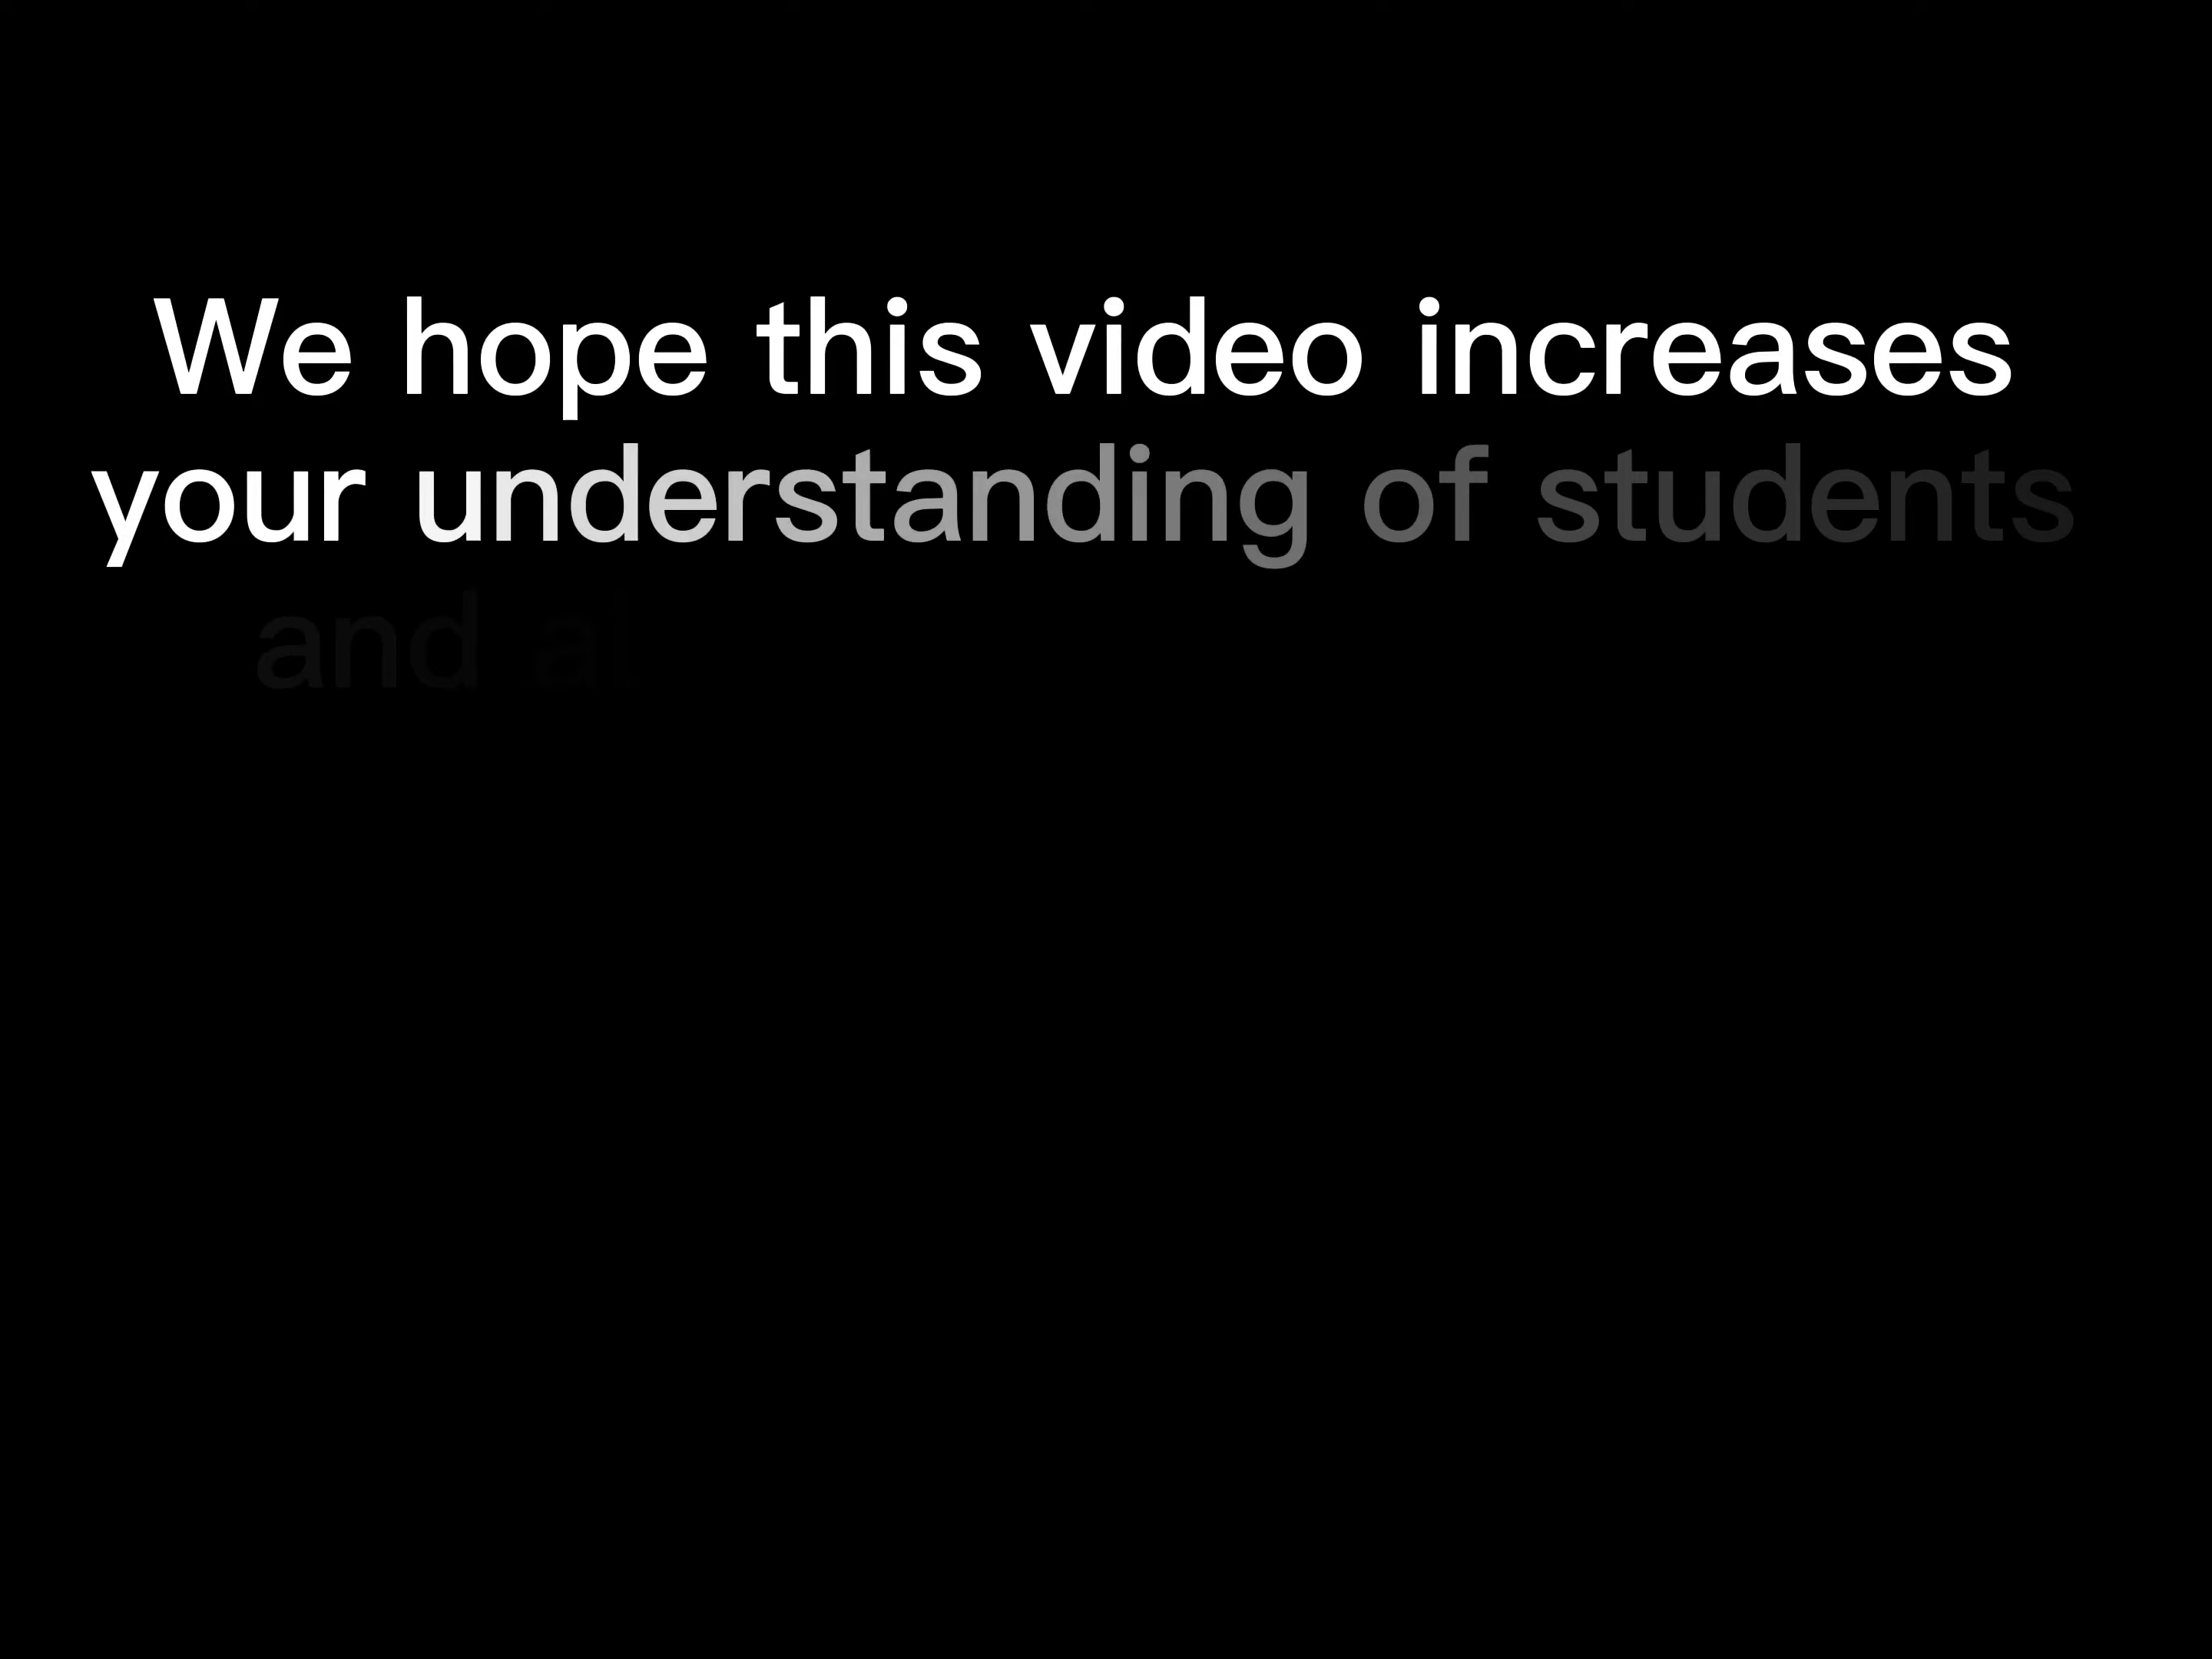 We hope this video increases
your understanding of students
and